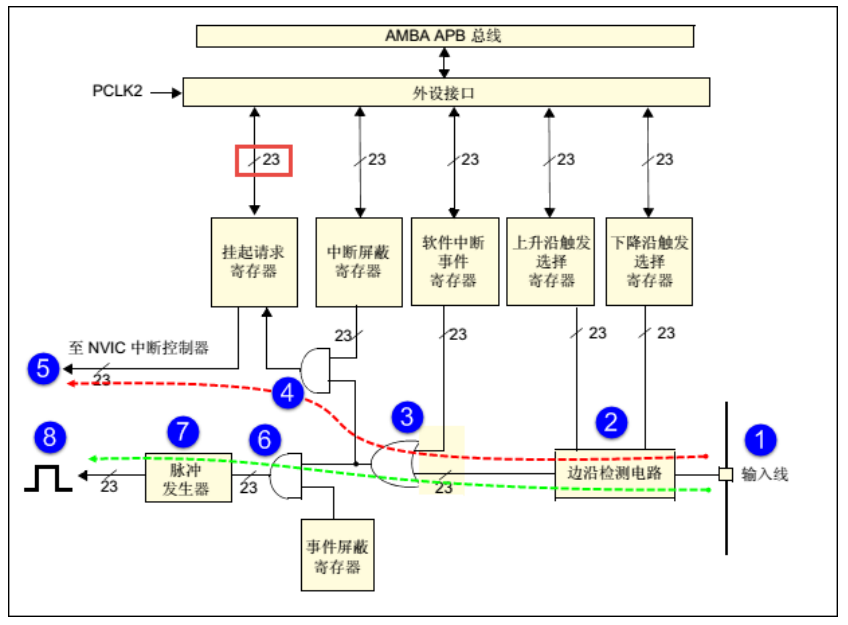 AMBA APB 总线
PCLK2
外设接口
23
23
23
23
23
挂起请求
寄存器
中断屏蔽
寄存器
软件中断
事件
寄存器
上升沿触发
选择
寄存器
下降沿触发
选择
寄存器
23
23
23
23
至 NVIC 中断控制器
5
23
4
3
2
1
8
7
6
边沿检测电路
输入线
脉冲
发生器
23
23
23
事件屏蔽
寄存器